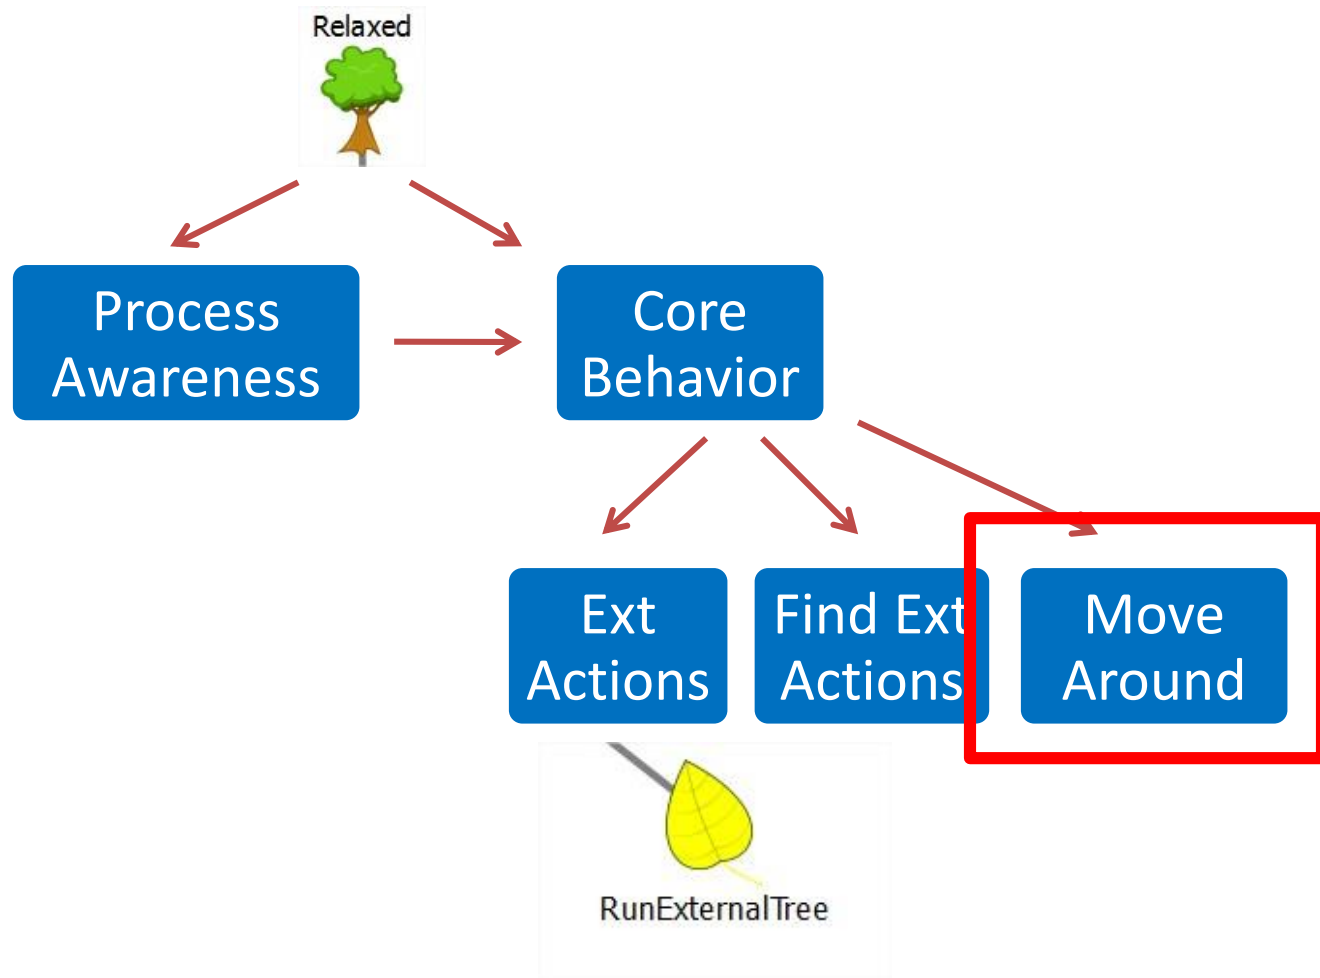 Relaxed
Process
Awareness
Core
Behavior
Ext
Actions
Find Ext
Actions
Move
Around
RunExternalTree